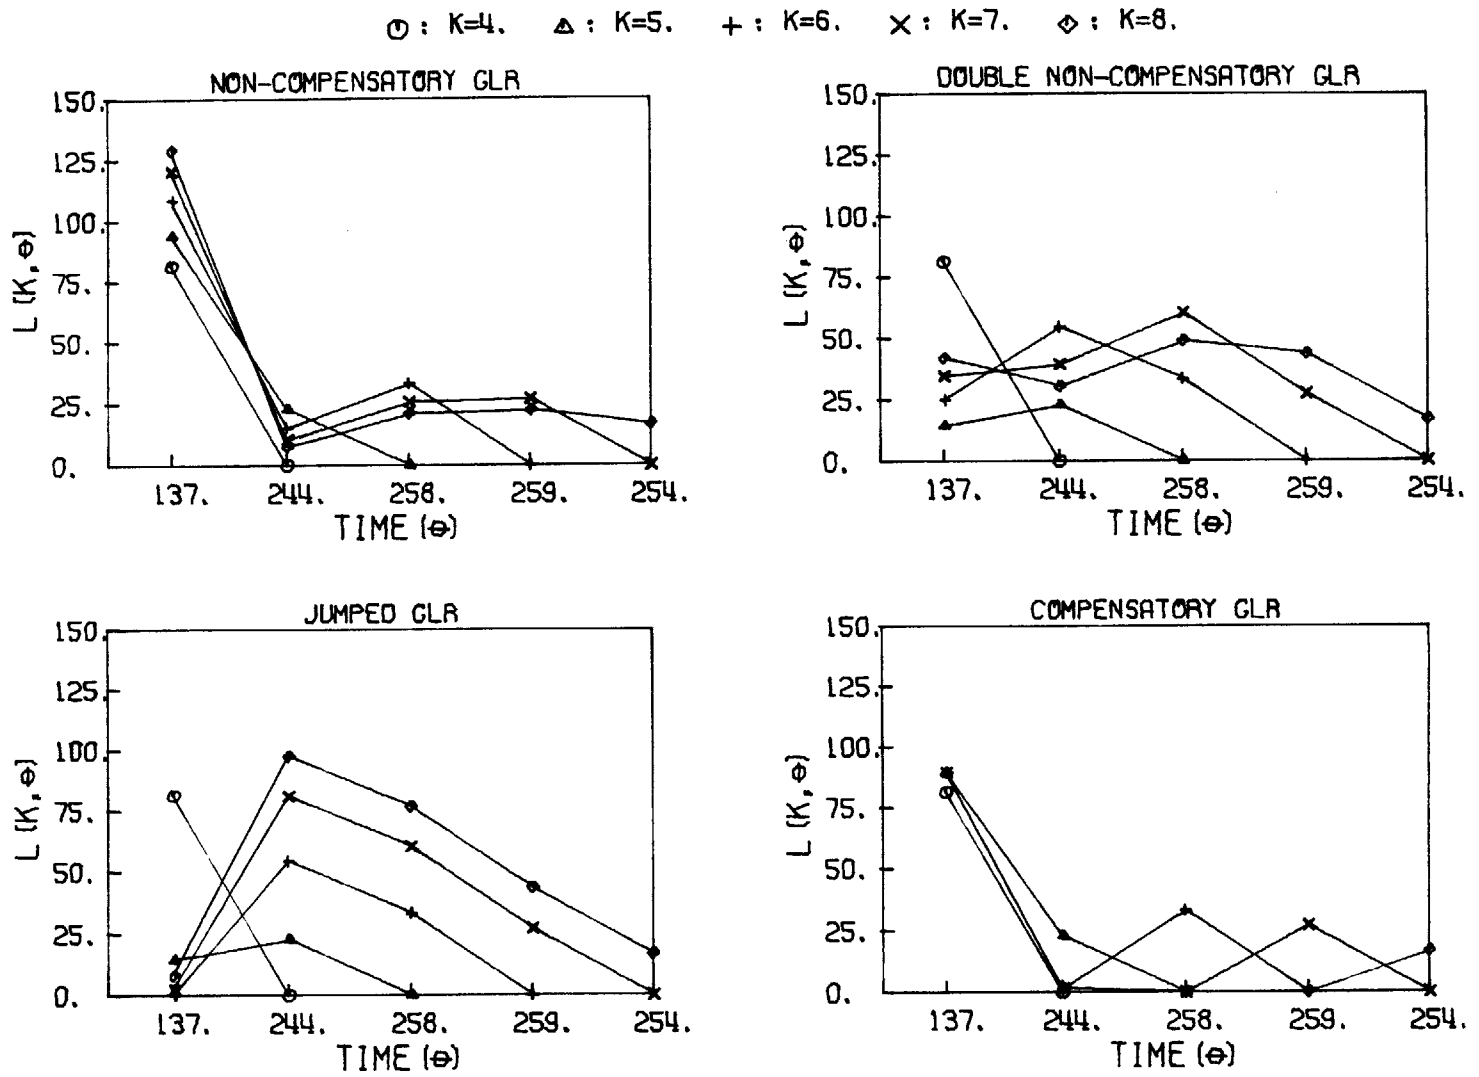 : K=4. : K=5. : K=6. : K=7. : K=8.
NON-COMPENSATORY GLR
150.
125.
100.
75.
50.
25.
0.
L (K,θ)
137. 244. 258. 259. 254.
TIME (θ)
DOUBLE NON-COMPENSATORY GLR
150.
125.
100.
75.
50.
25.
0.
L (K,θ)
137. 244. 258. 259. 254.
TIME (θ)
JUMPED GLR
150.
125.
100.
75.
50.
25.
0.
L (K,θ)
137. 244. 258. 259. 254.
TIME (θ)
COMPENSATORY GLR
150.
125.
100.
75.
50.
25.
0.
L (K,θ)
137. 244. 258. 259. 254.
TIME (θ)